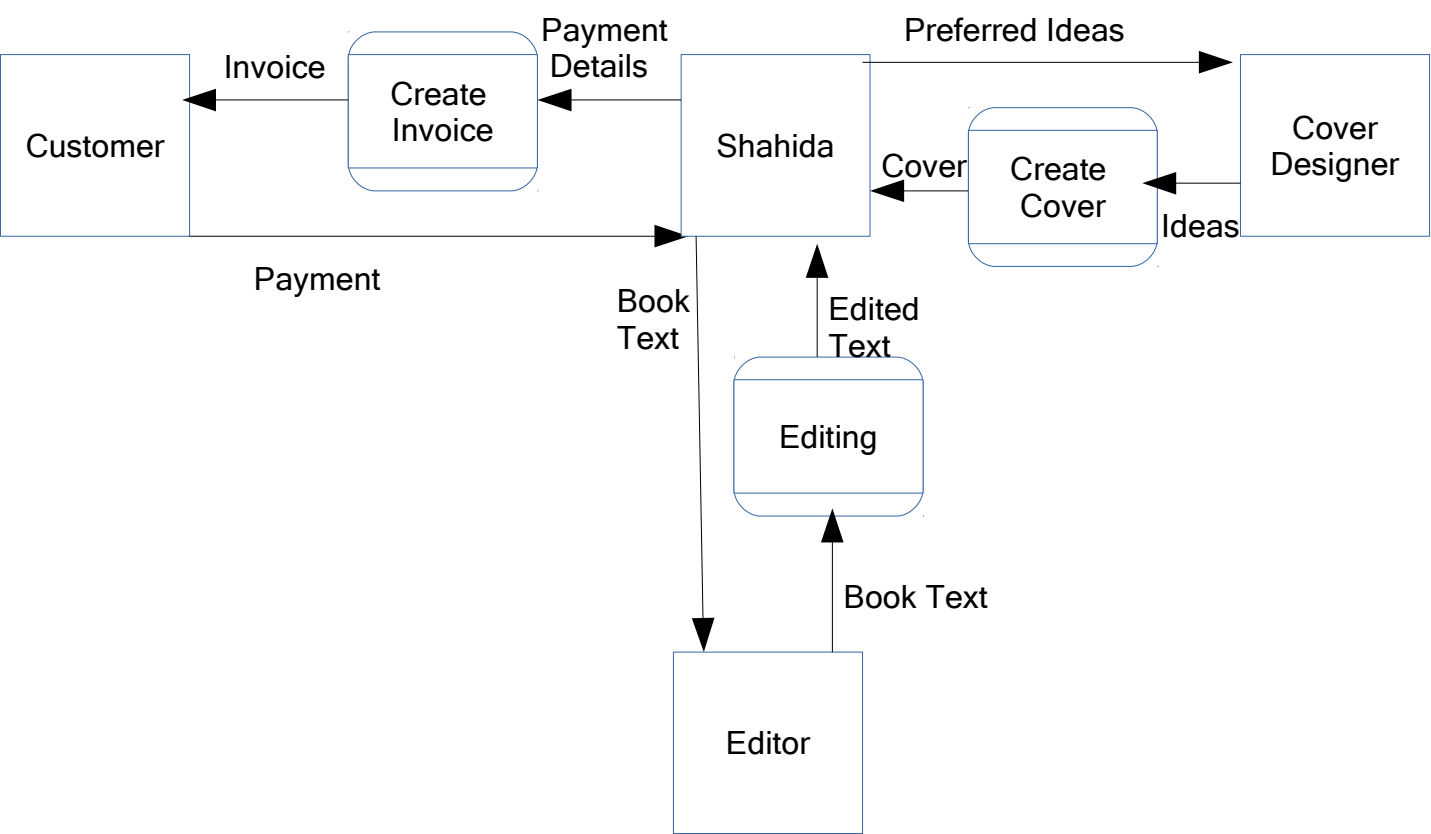 Payment
Details
Preferred Ideas
Invoice
Create
Invoice
Customer
Shahida
Cover
Designer
Cover
Create
Cover
Ideas
Payment
Book
Text
Edited
Text
Editing
Book Text
Editor